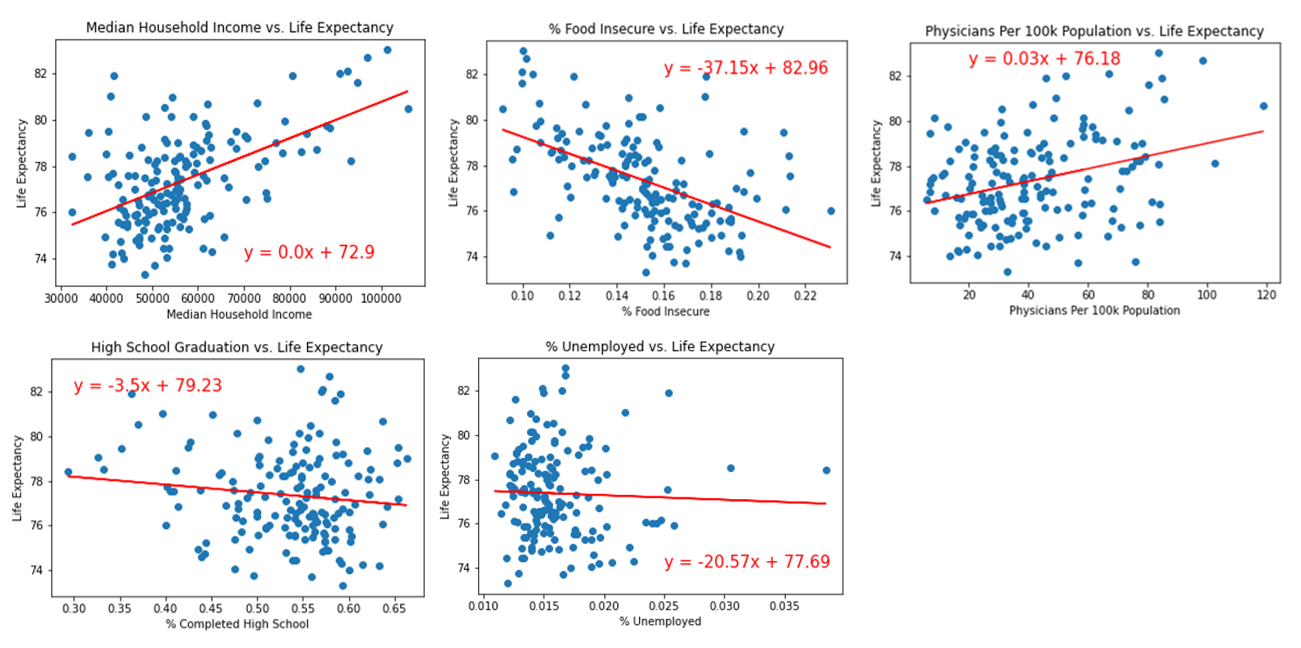 Median Household Income vs. Life Expectancy
Life Expectancy
82
80
78
76
74
y = 0.0x + 72.9
30000 40000 50000 60000 70000 80000 90000 100000
Median Household Income
% Food Insecure vs. Life Expectancy
Life Expectancy
82
80
78
76
74
y = -37.15x + 82.96
0.10 0.12 0.14 0.16 0.18 0.20 0.22
% Food Insecure
Physicians Per 100k Population vs. Life Expectancy
Life Expectancy
82
80
78
76
74
y = 0.03x + 76.18
20 40 60 80 100 120
Physicians Per 100k Population
High School Graduation vs. Life Expectancy
Life Expectancy
82
80
78
76
74
y = -3.5x + 79.23
0.30 0.35 0.40 0.45 0.50 0.55 0.60 0.65
% Completed High School
% Unemployed vs. Life Expectancy
Life Expectancy
82
80
78
76
74
y = -20.57x + 77.69
0.010 0.015 0.020 0.025 0.030 0.035
% Unemployed